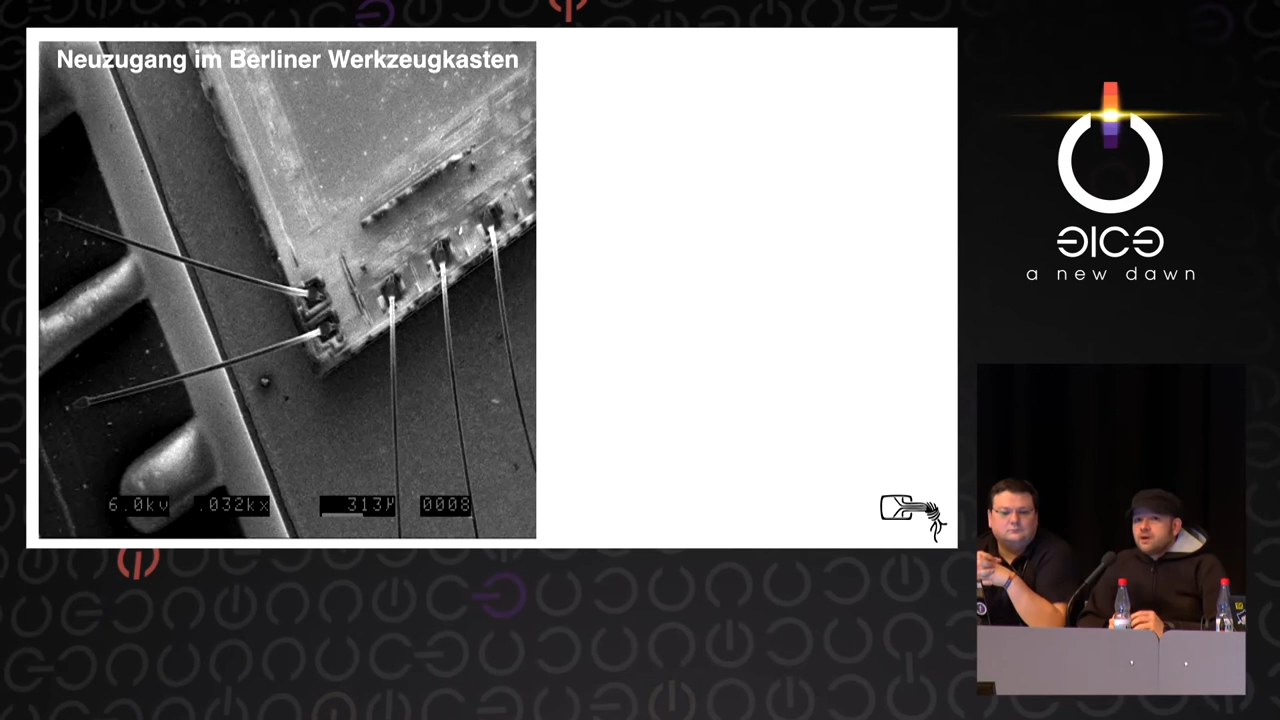 Neuzugang im Berliner Werkzeugkasten
6.0kv .032kx 313µ 0008
a new dawn